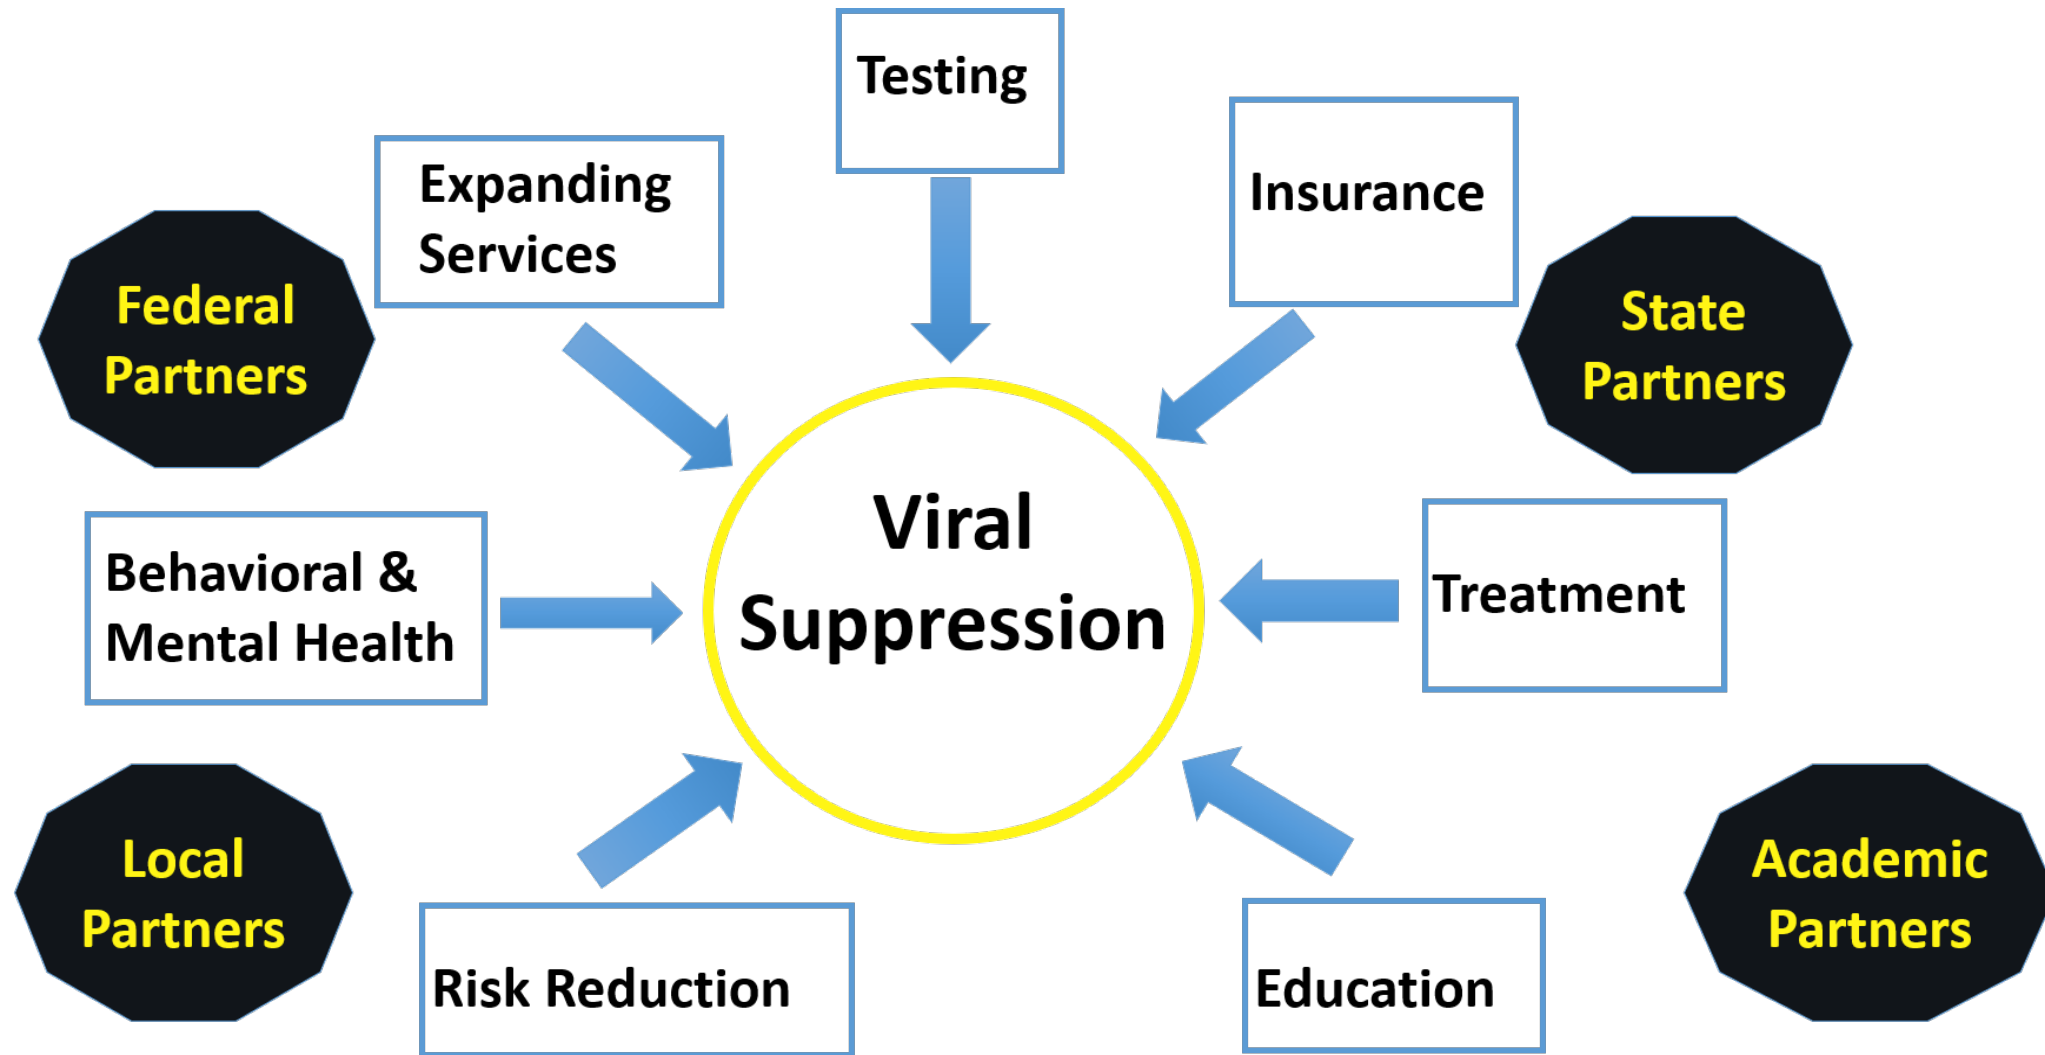 Testing
Expanding
Services
Insurance
Federal
Partners
State
Partners
Viral
Suppression
Behavioral &
Mental Health
Treatment
Local
Partners
Academic
Partners
Risk Reduction
Education